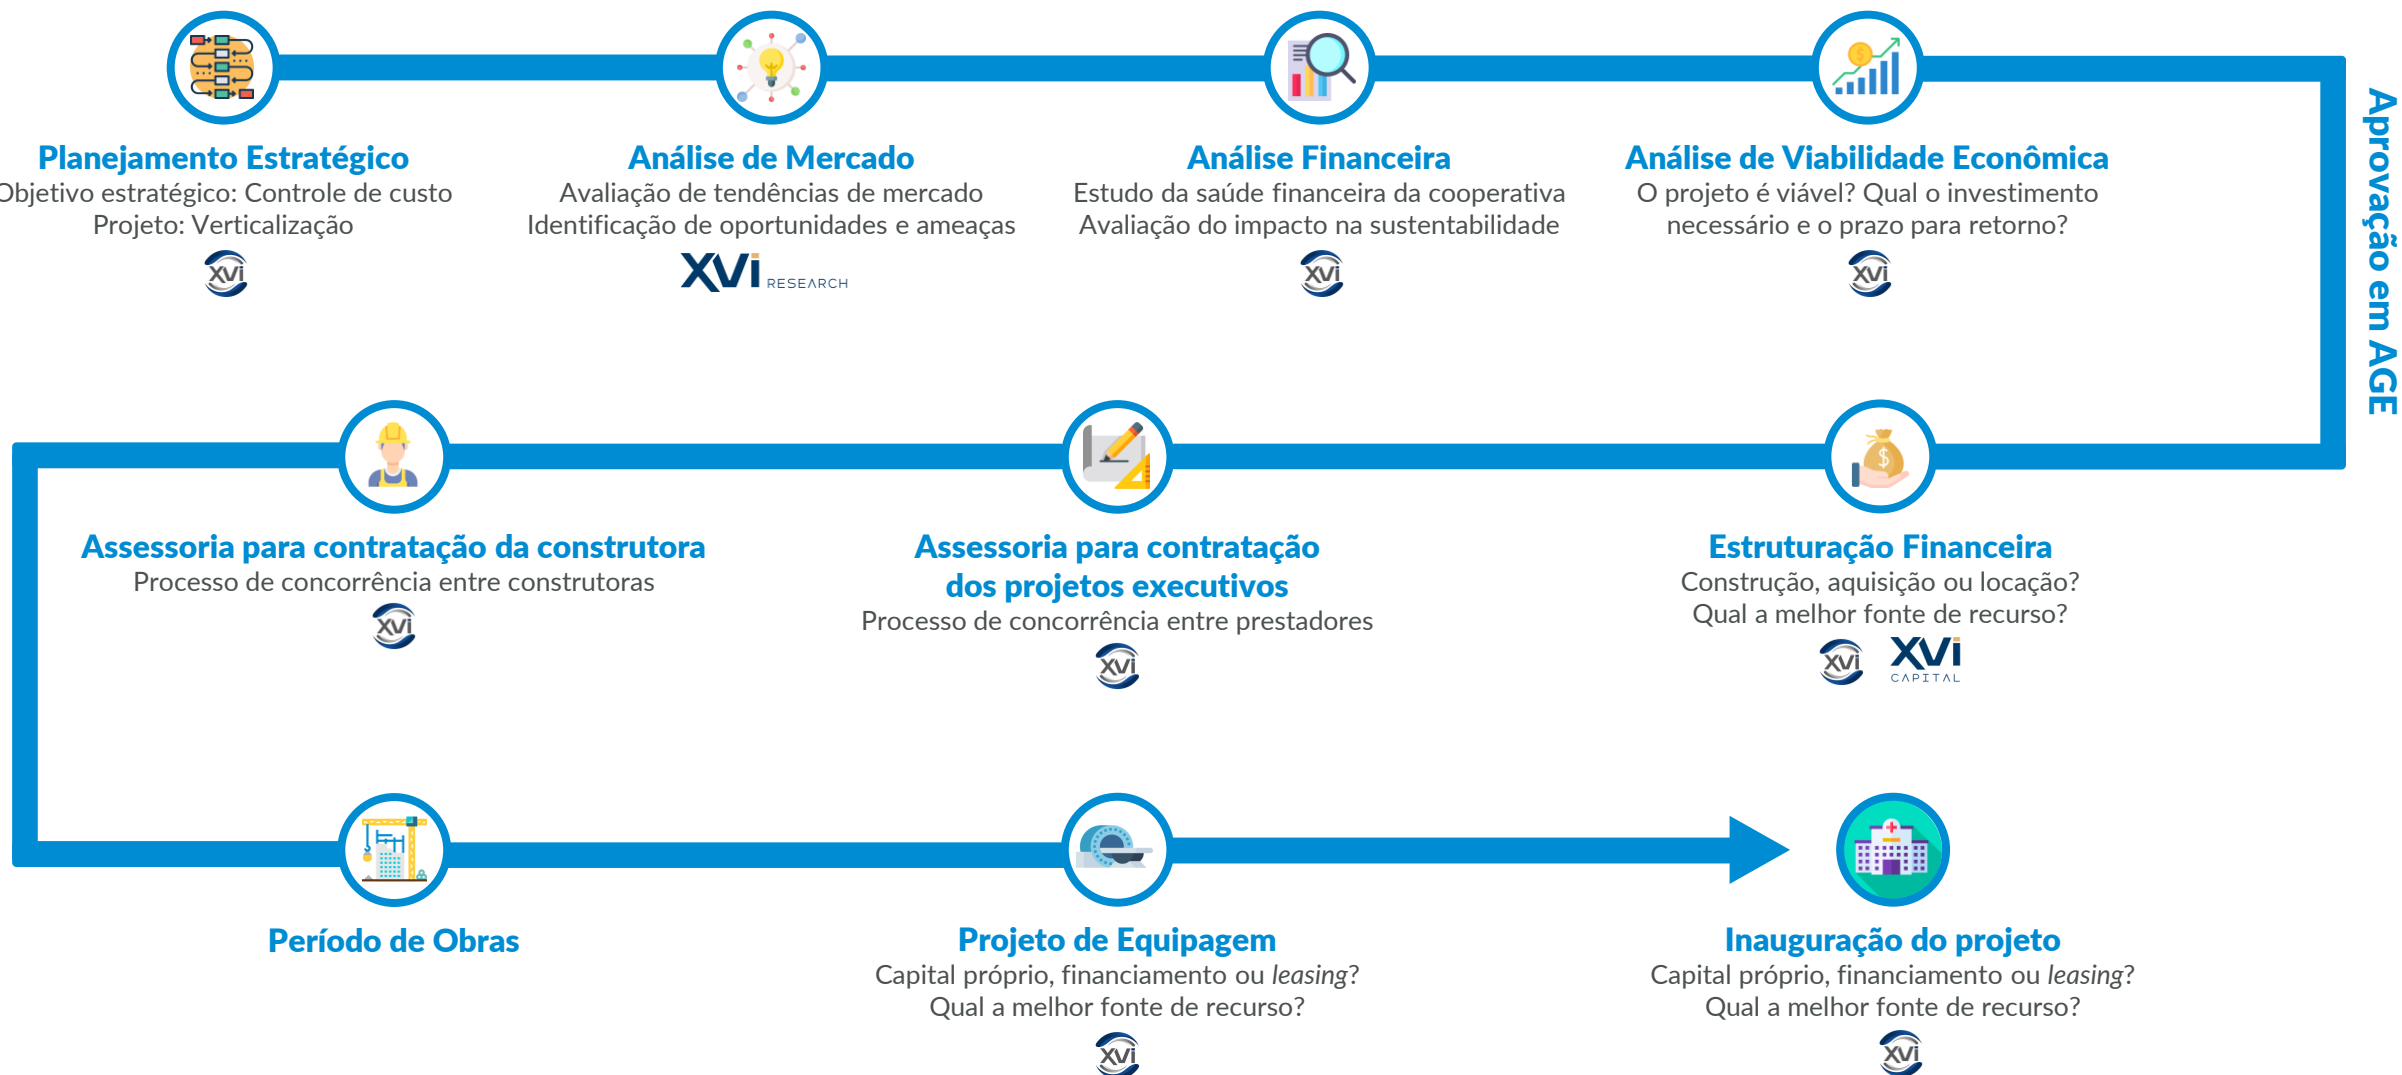 Planejamento Estratégico
Objetivo estratégico: Controle de custo
Projeto: Verticalização
XVI
Análise de Mercado
Avaliação de tendências de mercado
Identificação de oportunidades e ameaças
XVI RESEARCH
Análise Financeira
Estudo da saúde financeira da cooperativa
Avaliação do impacto na sustentabilidade
XVI
Análise de Viabilidade Econômica
O projeto é viável? Qual o investimento
necessário e o prazo para retorno?
XVI
Aprovação em AGE
Estruturação Financeira
Construção, aquisição ou locação?
Qual a melhor fonte de recurso?
XVI
XVI CAPITAL
Assessoria para contratação
dos projetos executivos
Processo de concorrência entre prestadores
XVI
Assessoria para contratação da construtora
Processo de concorrência entre construtoras
XVI
Período de Obras
Projeto de Equipagem
Capital próprio, financiamento ou leasing?
Qual a melhor fonte de recurso?
XVI
Inauguração do projeto
Capital próprio, financiamento ou leasing?
Qual a melhor fonte de recurso?
XVI